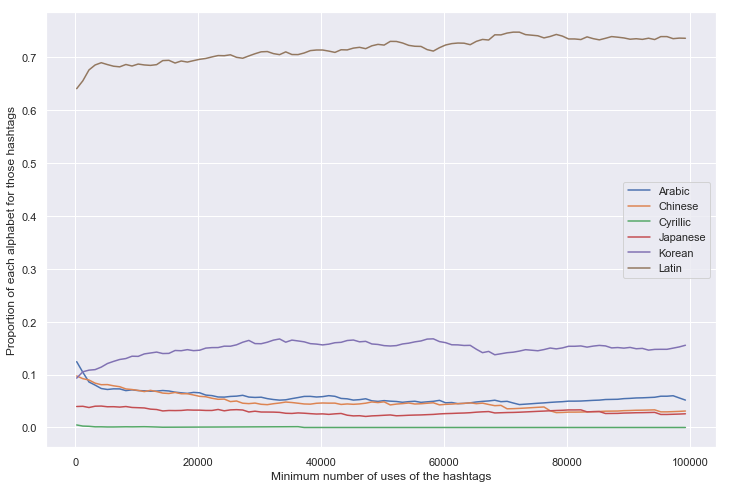 Proportion of each alphabet for those hashtags
0.7
0.6
0.5
0.4
0.3
0.2
0.1
0.0
Arabic
Chinese
Cyrillic
Japanese
Korean
Latin
0 20000 40000 60000 80000 100000
Minimum number of uses of the hashtags